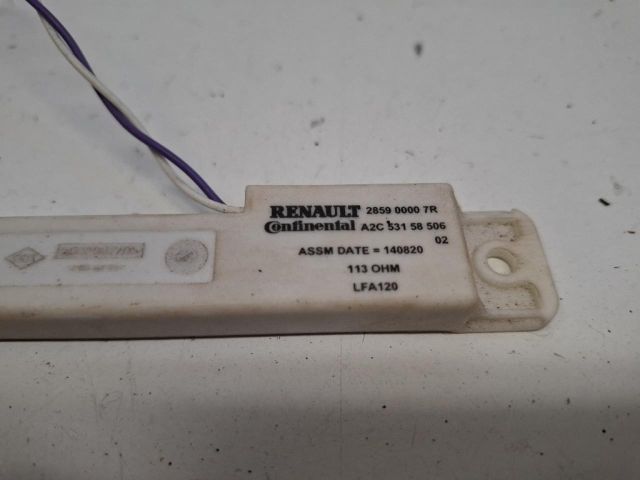 RENAULT 2859 0000 7R
Continental A2C 531 58 506
02
ASSM DATE = 140820
113 OHM
LFA120